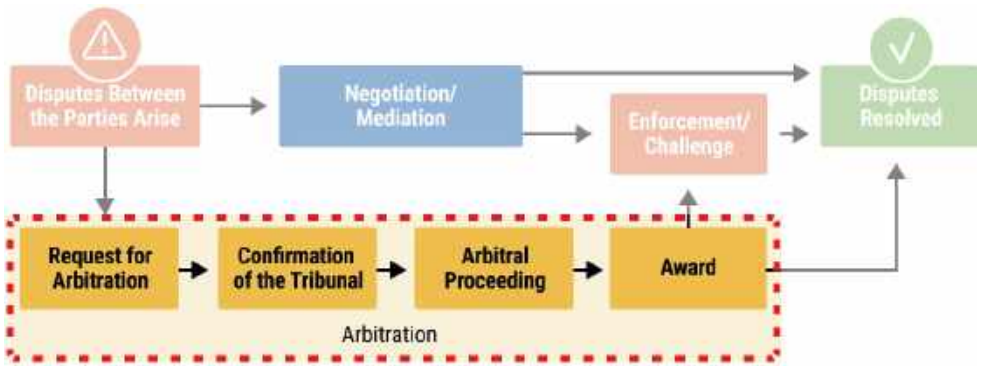 Disputes Between
the Parties Arise
Negotiation/
Mediation
Enforcement/
Challenge
Disputes
Resolved
Request for
Arbitration
Confirmation
of the Tribunal
Arbitral
Proceeding
Award
Arbitration